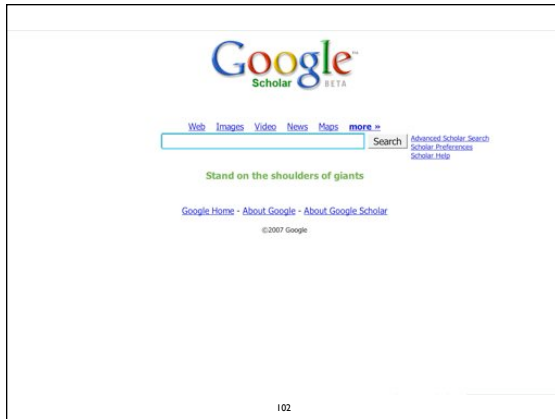 Google™
Scholar BETA
Web Images Video News Maps more »
Search
Advanced Scholar Search
Scholar Preferences
Scholar Help
Stand on the shoulders of giants
Google Home - About Google - About Google Scholar
©2007 Google
102